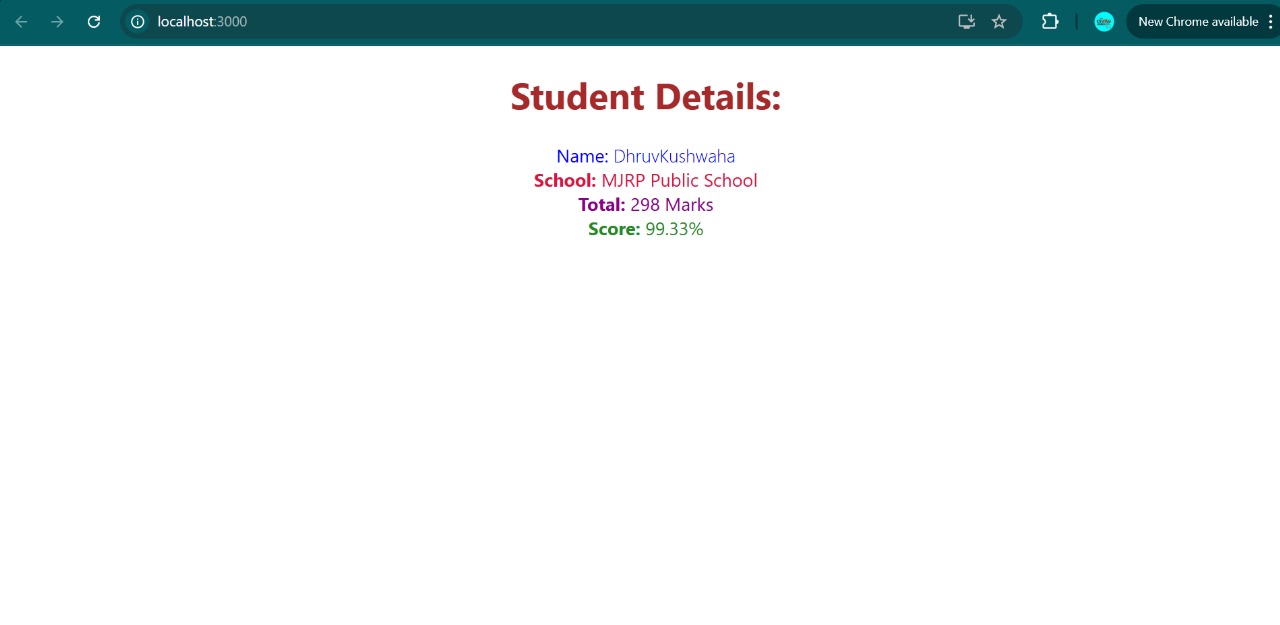 localhost:3000
New Chrome available
Student Details:
Name: DhruvKushwaha
School: MJRP Public School
Total: 298 Marks
Score: 99.33%